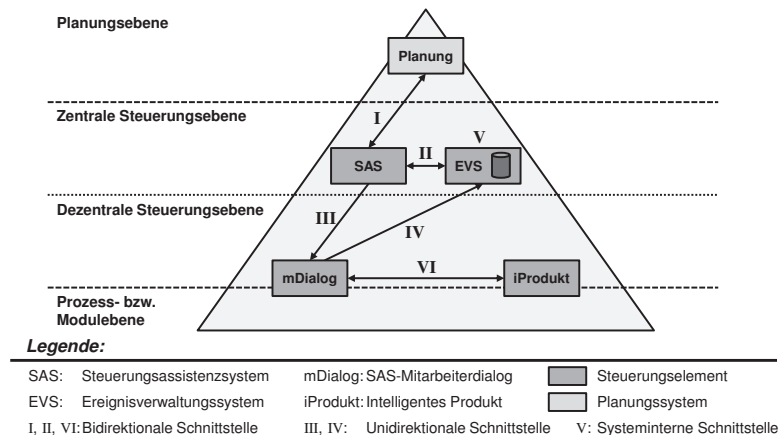 Planungsebene
Planung
Zentrale Steuerungsebene
I
V
SAS
II
EVS
Dezentrale Steuerungsebene
III
IV
mDialog
VI
iProdukt
Prozess- bzw.
Modulebene
Legende:
SAS: Steuerungsassistenzsystem mDialog: SAS-Mitarbeiterdialog Steuerungselement
EVS: Ereignisverwaltungssystem iProdukt: Intelligentes Produkt Planungssystem
I, II, VI: Bidirektionale Schnittstelle III, IV: Unidirektionale Schnittstelle V: Systeminterne Schnittstelle